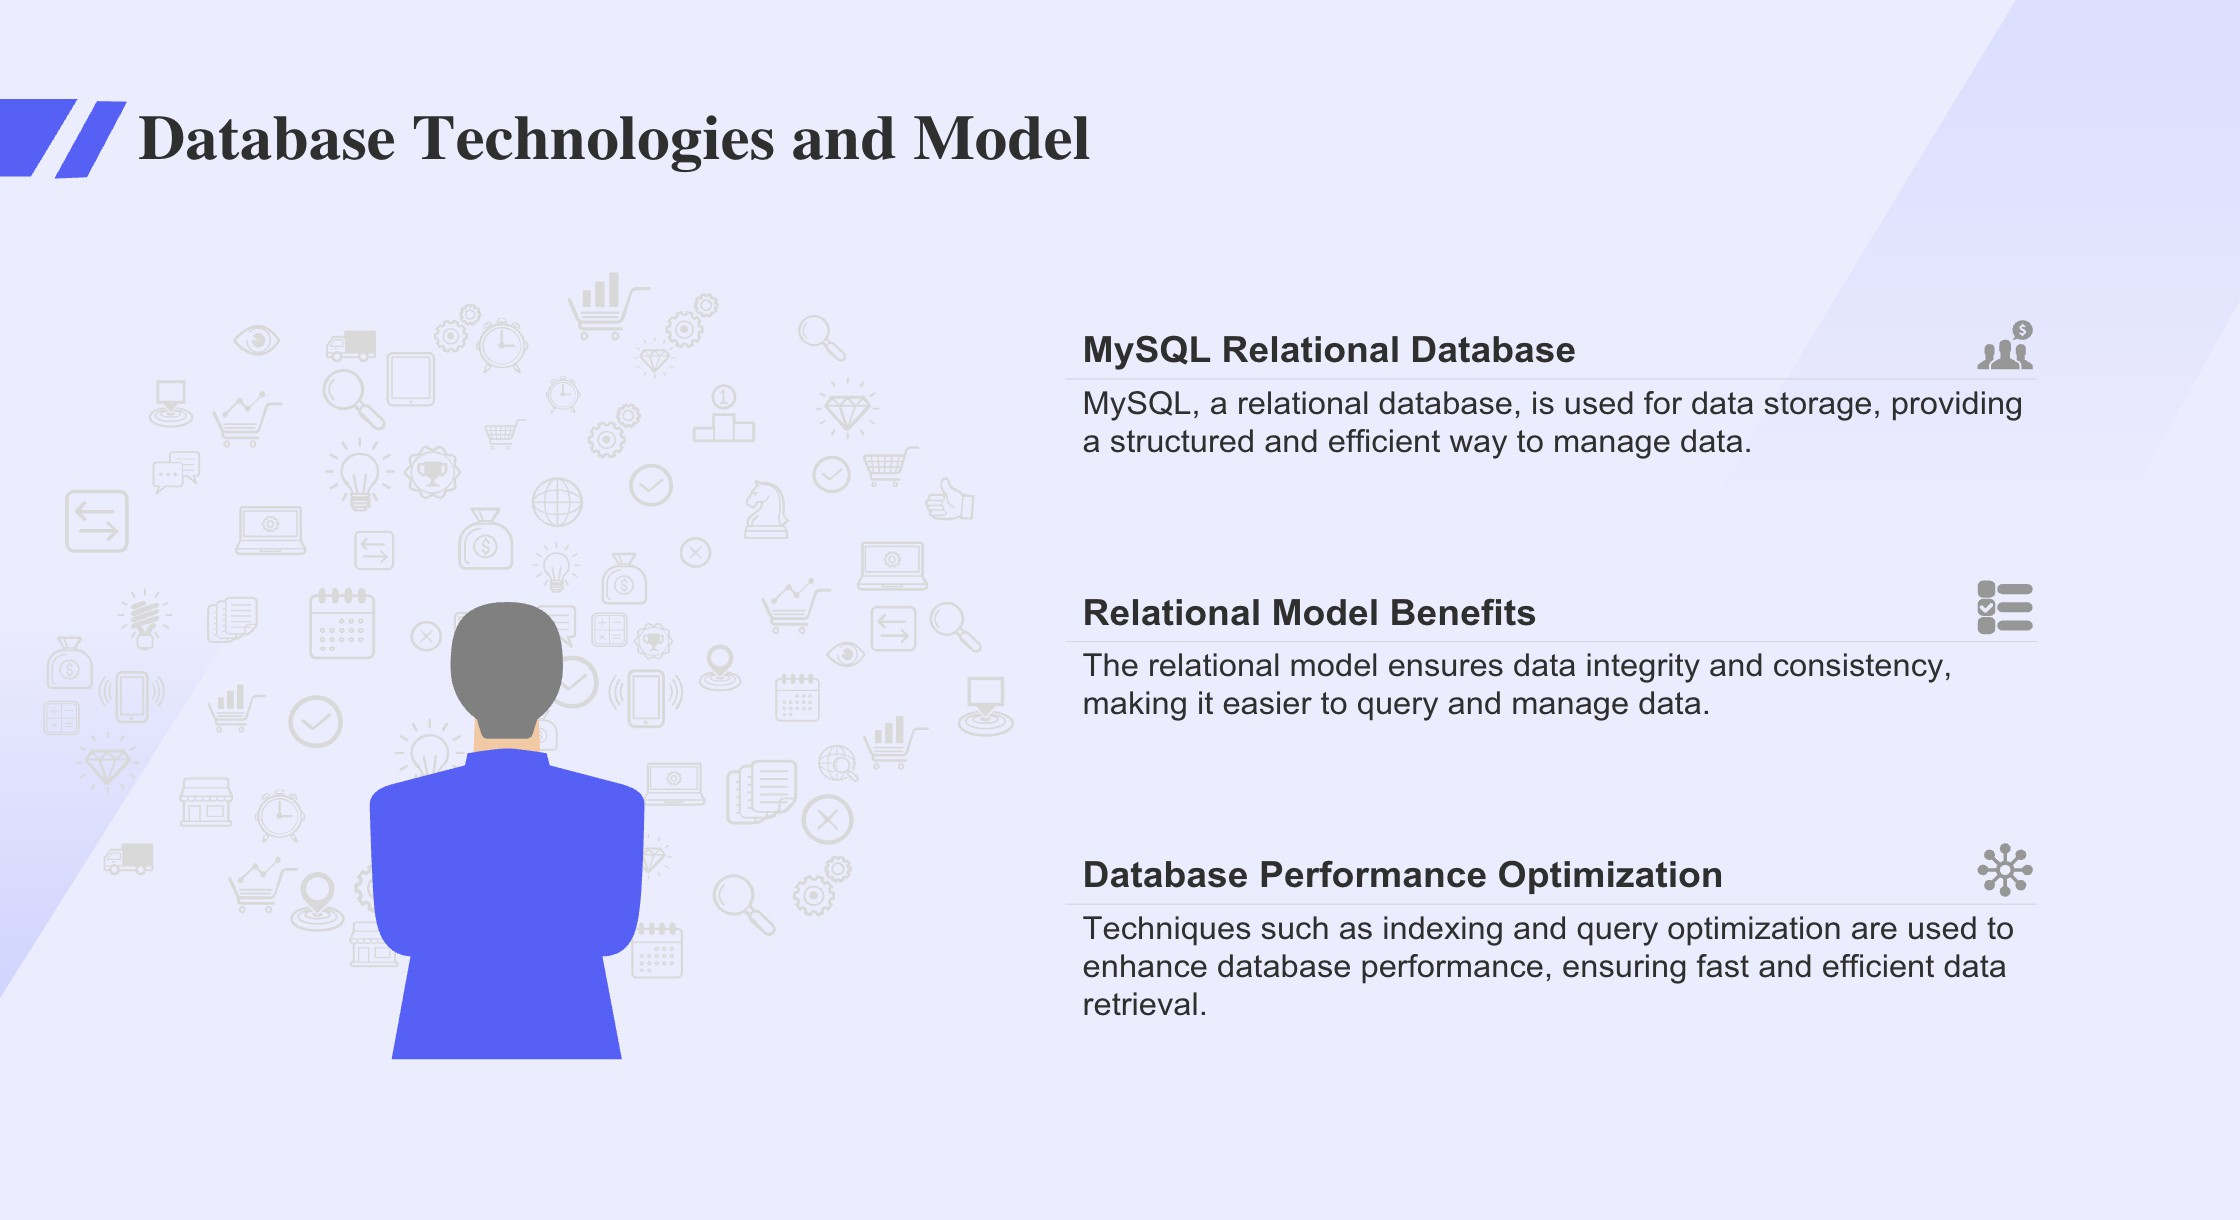 Database Technologies and Model
MySQL Relational Database
MySQL, a relational database, is used for data storage, providing
a structured and efficient way to manage data.
Relational Model Benefits
The relational model ensures data integrity and consistency,
making it easier to query and manage data.
Database Performance Optimization
Techniques such as indexing and query optimization are used to
enhance database performance, ensuring fast and efficient data
retrieval.